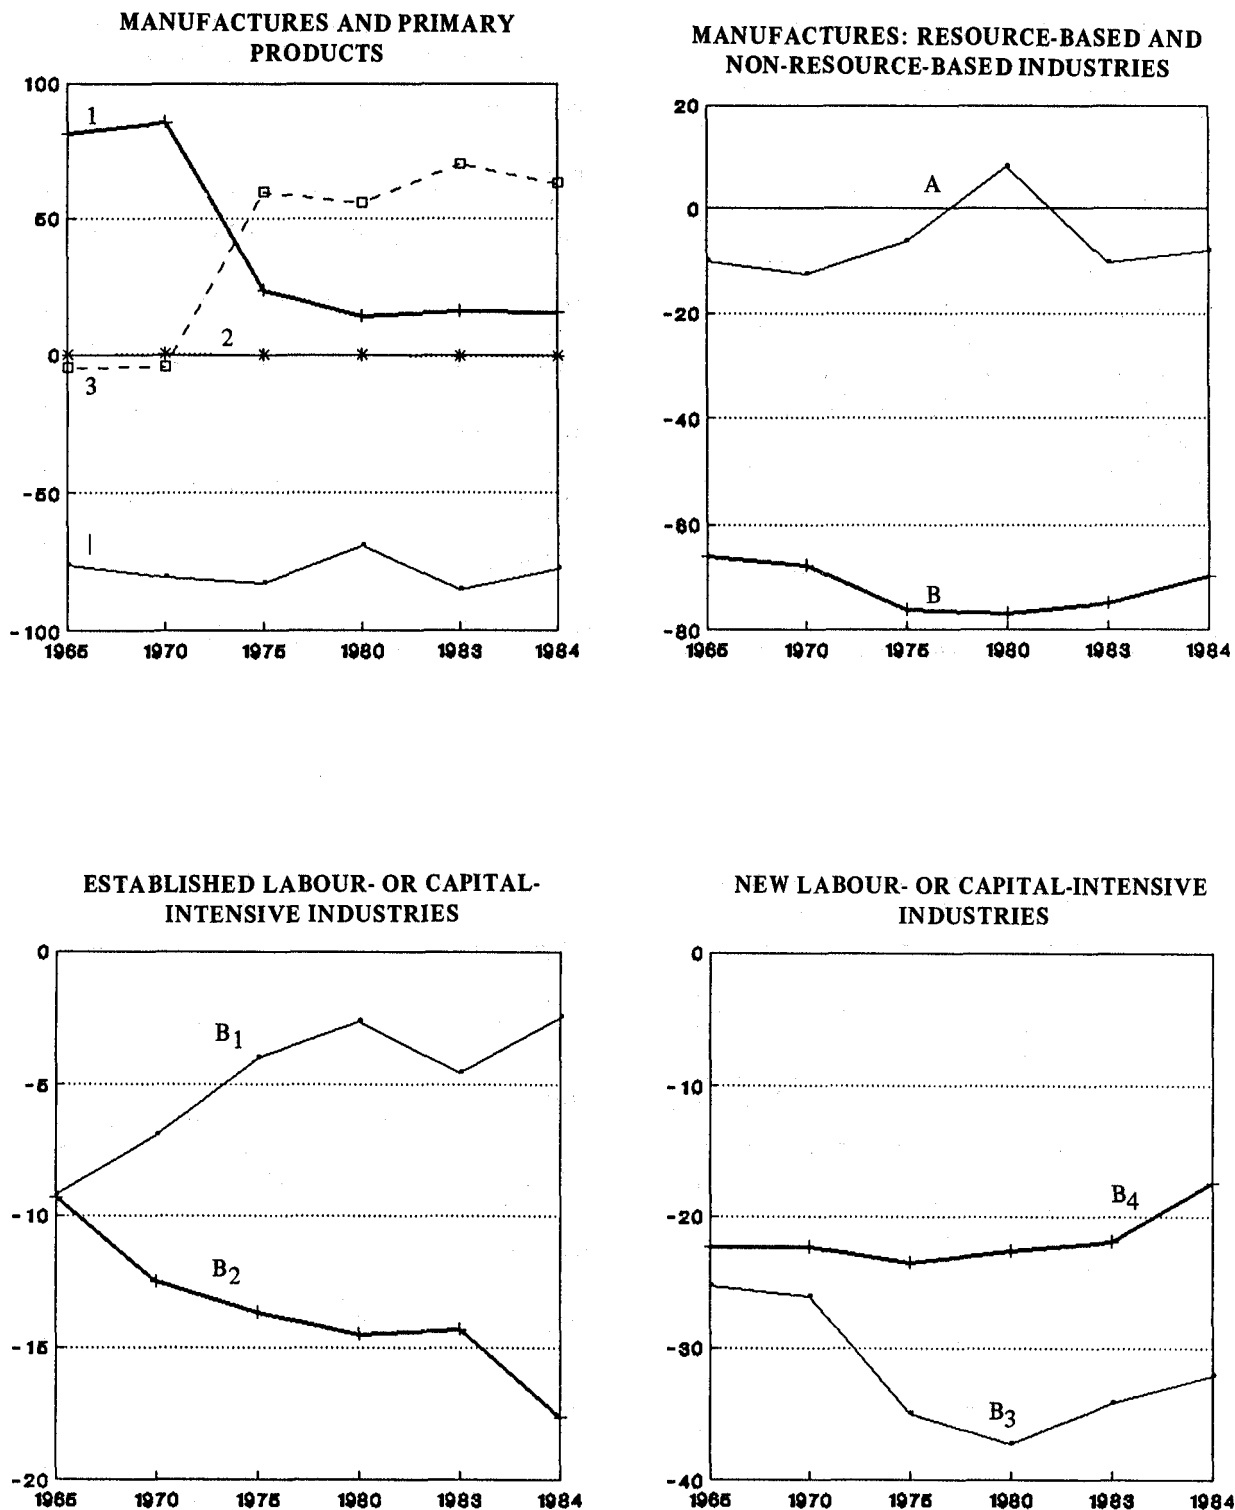 MANUFACTURES AND PRIMARY
PRODUCTS
100
50
0
-50
-100
1
2
3
|
1965 1970 1975 1980 1983 1984
MANUFACTURES: RESOURCE-BASED AND
NON-RESOURCE-BASED INDUSTRIES
20
0
-20
-40
-60
-80
A
B
1965 1970 1975 1980 1983 1984
ESTABLISHED LABOUR- OR CAPITAL-
INTENSIVE INDUSTRIES
0
-5
-10
-15
-20
B1
B2
1965 1970 1975 1980 1983 1984
NEW LABOUR- OR CAPITAL-INTENSIVE
INDUSTRIES
0
-10
-20
-30
-40
B4
B3
1965 1970 1975 1980 1983 1984